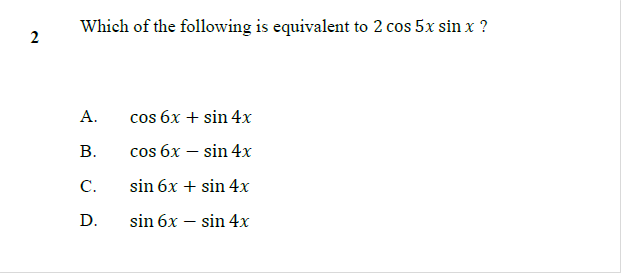 Which of the following is equivalent to 2 cos 5x sin x ?
2
A. cos 6x + sin 4x
B. cos 6x − sin 4x
C. sin 6x + sin 4x
D. sin 6x − sin 4x